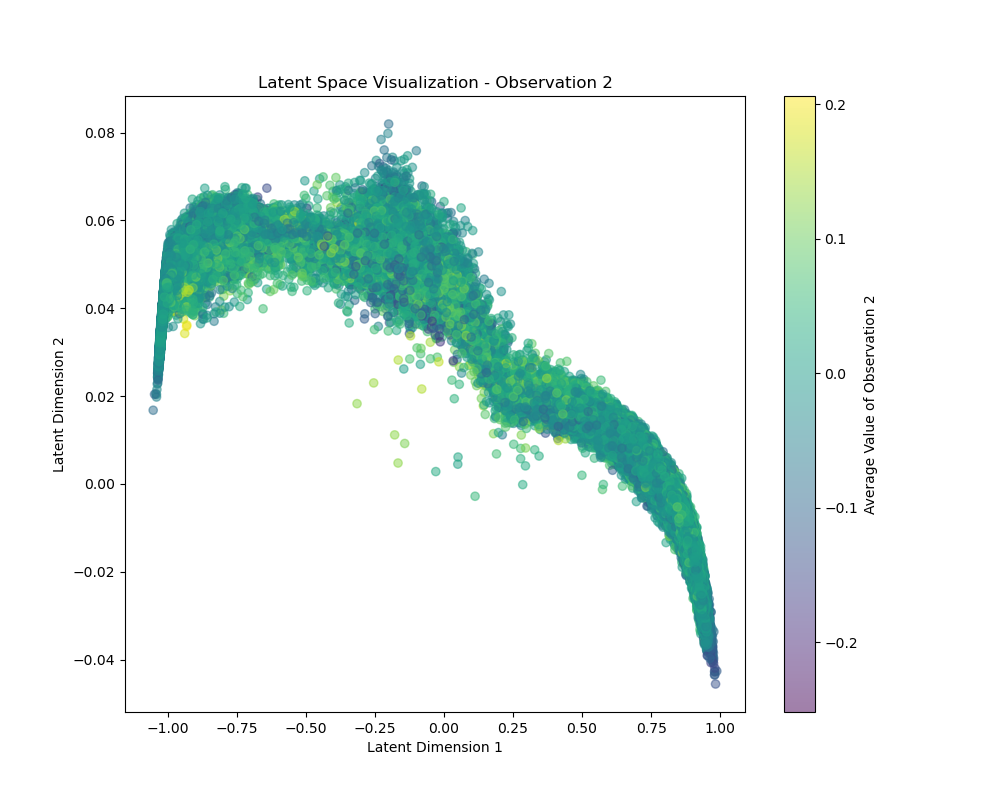 Latent Space Visualization - Observation 2
0.08
0.06
0.04
0.02
0.00
−0.02
−0.04
Latent Dimension 2
−1.00 −0.75 −0.50 −0.25 0.00 0.25 0.50 0.75 1.00
Latent Dimension 1
0.2
0.1
0.0
−0.1
−0.2
Average Value of Observation 2